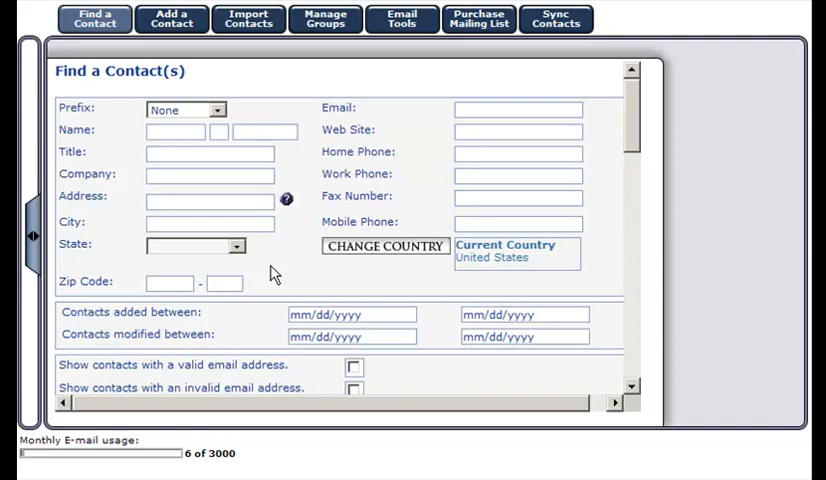 Find a Contact
Add a Contact
Import Contacts
Manage Groups
Email Tools
Purchase Mailing List
Sync Contacts
Find a Contact(s)
Prefix: None
Name:
Title:
Company:
Address: ?
City:
State:
Zip Code: -
Email:
Web Site:
Home Phone:
Work Phone:
Fax Number:
Mobile Phone:
CHANGE COUNTRY
Current Country
United States
Contacts added between: mm/dd/yyyy mm/dd/yyyy
Contacts modified between: mm/dd/yyyy mm/dd/yyyy
Show contacts with a valid email address.
Show contacts with an invalid email address.
Monthly E-mail usage:
6 of 3000